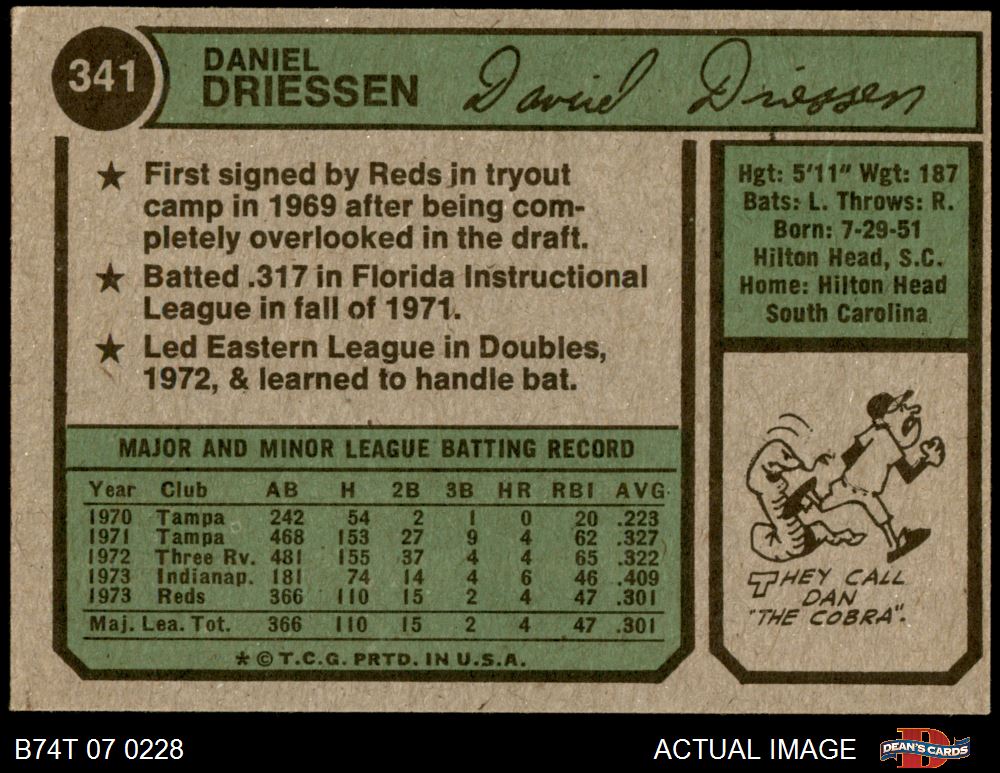 341
DANIEL
DRIESSEN
Daniel Driessen
★ First signed by Reds in tryout
camp in 1969 after being com-
pletely overlooked in the draft.
★ Batted .317 in Florida Instructional
League in fall of 1971.
★ Led Eastern League in Doubles,
1972, & learned to handle bat.
Hgt: 5'11" Wgt: 187
Bats: L. Throws: R.
Born: 7-29-51
Hilton Head, S.C.
Home: Hilton Head
South Carolina
MAJOR AND MINOR LEAGUE BATTING RECORD
Year Club AB H 2B 3B HR RBI AVG.
1970 Tampa 242 54 2 1 0 20 .223
1971 Tampa 468 153 27 9 4 62 .327
1972 Three Rv. 481 155 37 4 4 65 .322
1973 Indianap. 181 74 14 4 6 46 .409
1973 Reds 366 110 15 2 4 47 .301
Maj. Lea. Tot. 366 110 15 2 4 47 .301
* © T.C.G. PRTD. IN U.S.A.
THEY CALL
DAN
"THE COBRA".
B74T 07 0228
ACTUAL IMAGE
DEAN'S CARDS